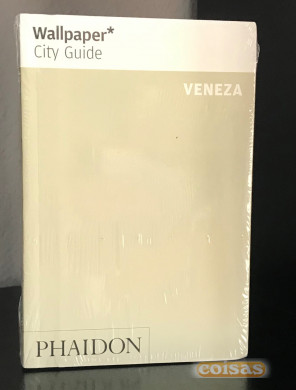 Wallpaper*
City Guide
VENEZA
PHAIDON
coisas